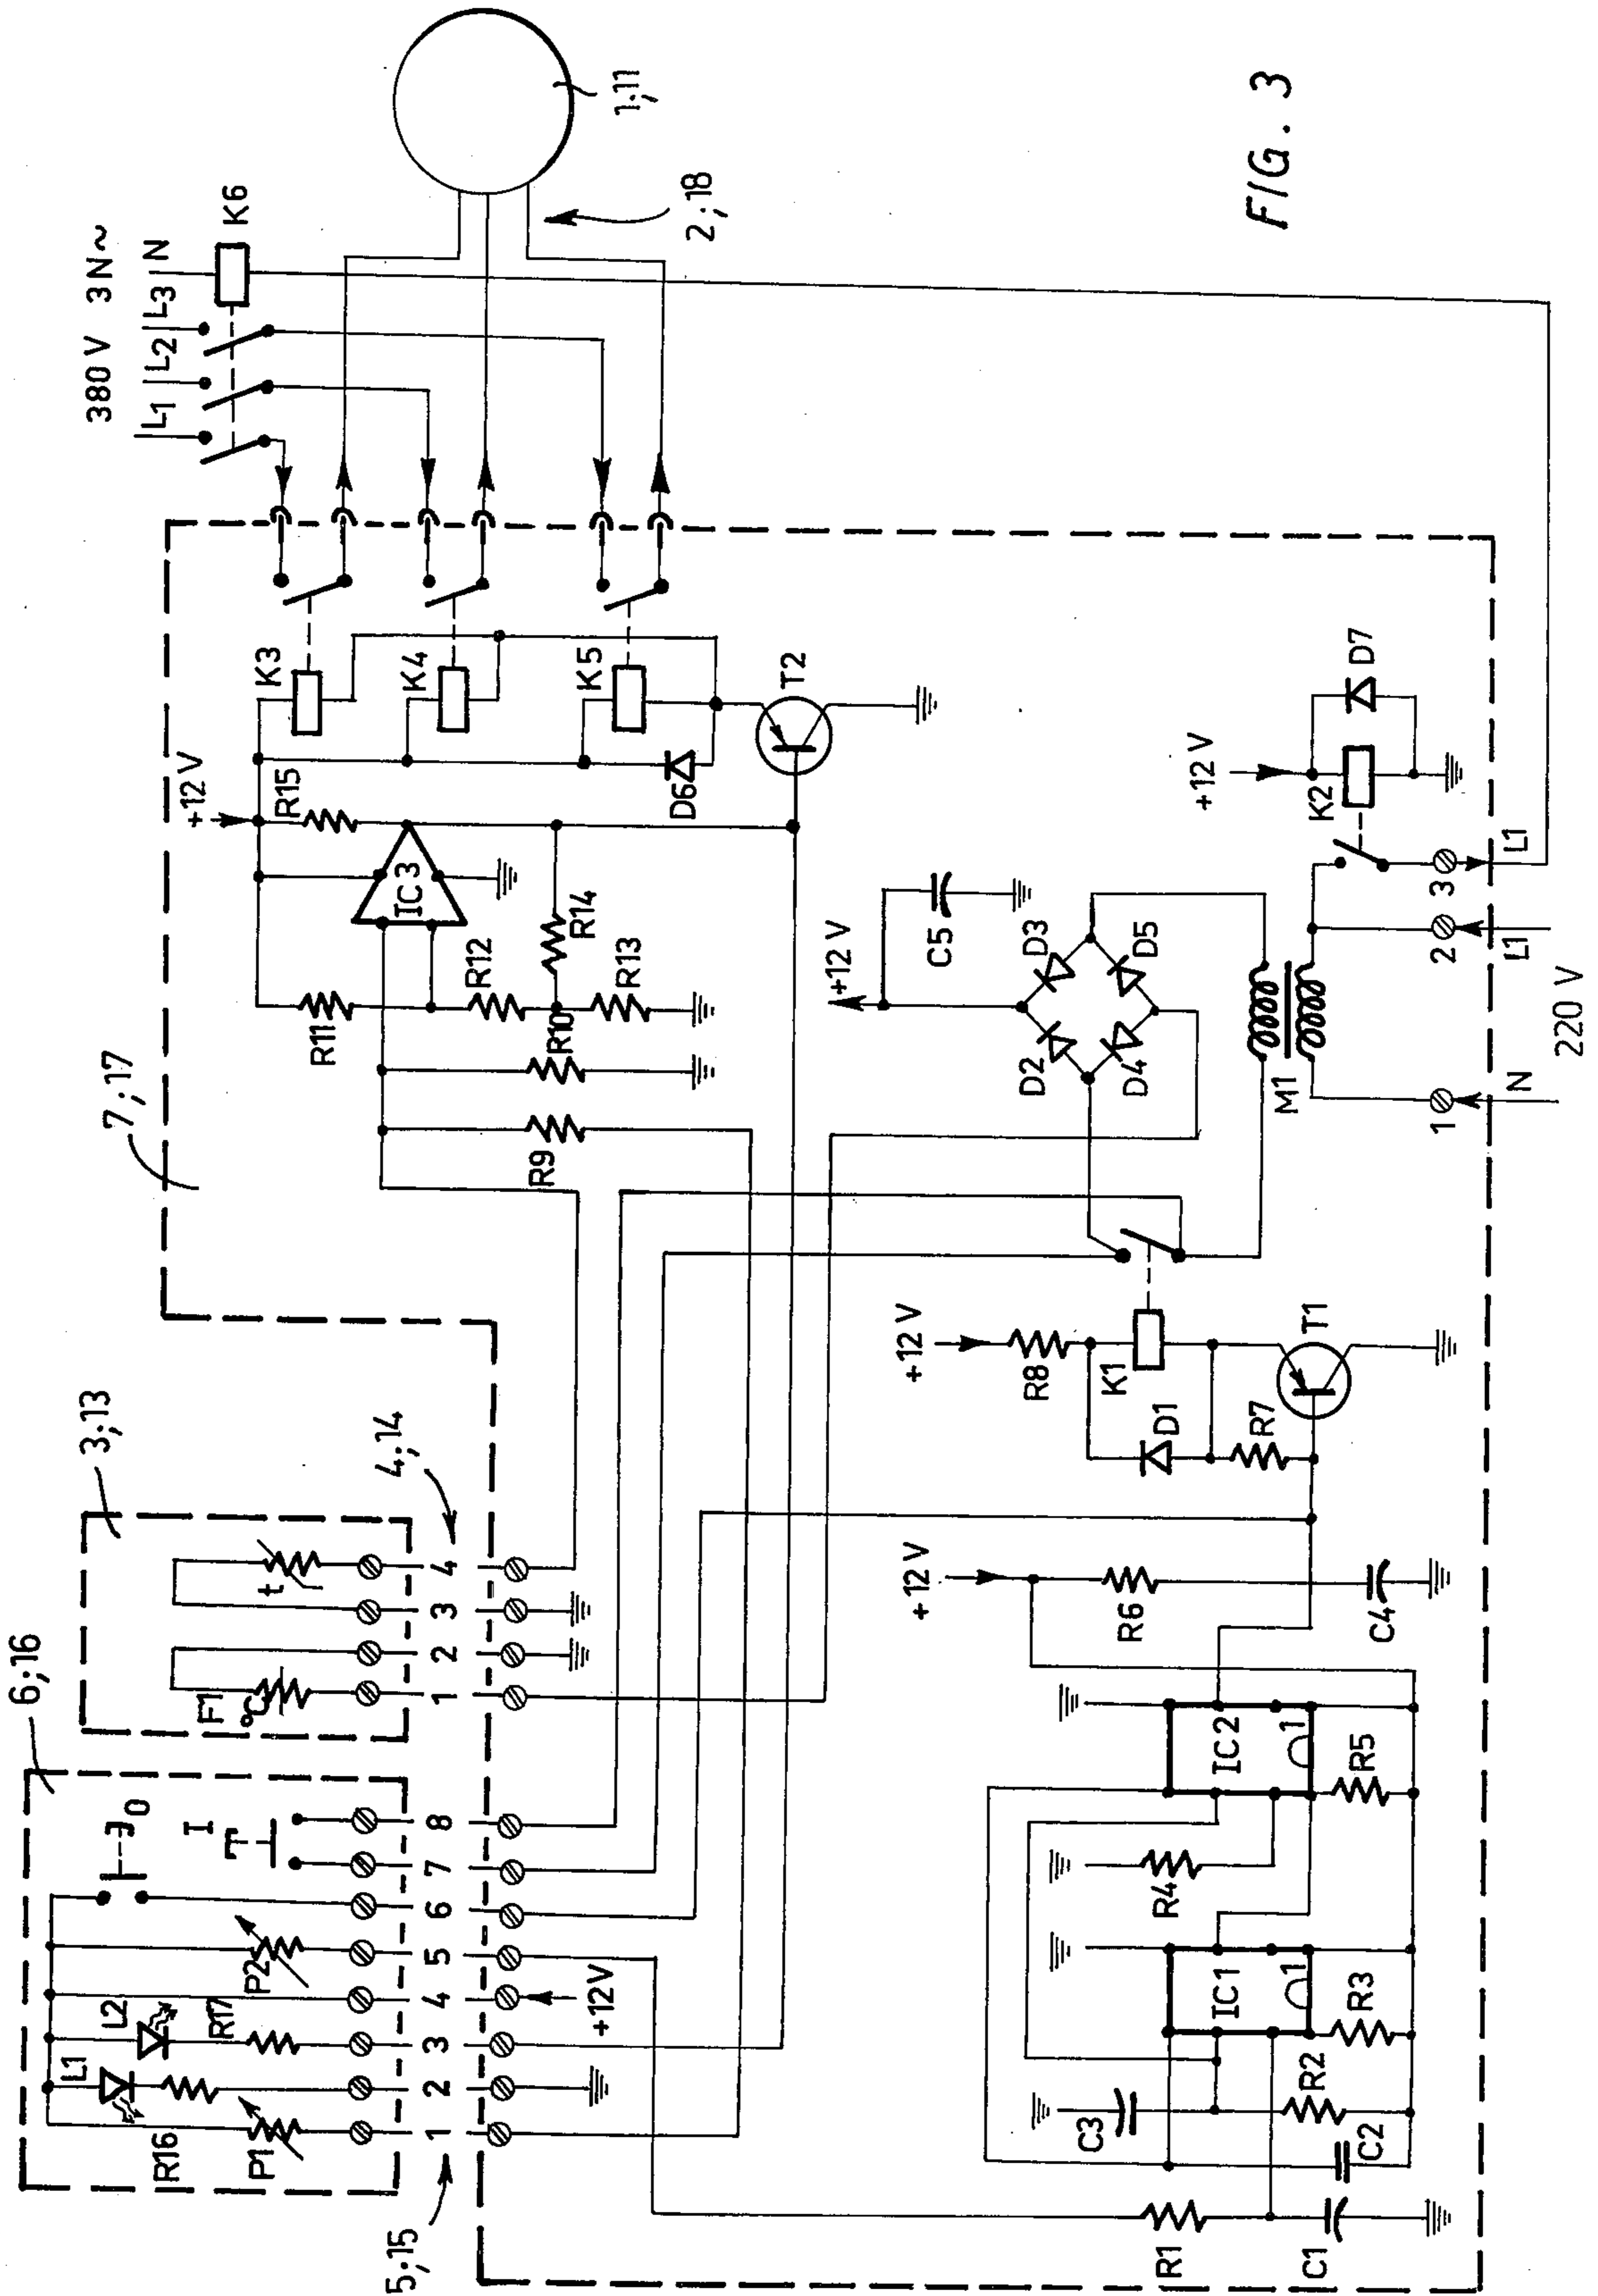 FIG. 3
380 V 3N~
L1 L2 L3 N
K6
1;11
2;18
7;17
3;13
4;14
6;16
5;15
+12 V
R15
K3
K4
K5
D6
T2
IC3
R11
R12
R14
R13
R10
R9
+12 V
C5
D3
D5
D2
D4
M1
+12 V
K2
D7
1 2 3
N L1 L1
220 V
+12 V
R8
K1
D1
R7
T1
F1
°C
t
1 2 3 4
O
I
P2
L2
R17
L1
R16
P1
1 2 3 4 5 6 7 8
+12V
+12V
R6
C4
IC2
1
R5
R4
IC1
1
R3
R2
C3
C2
R1
C1